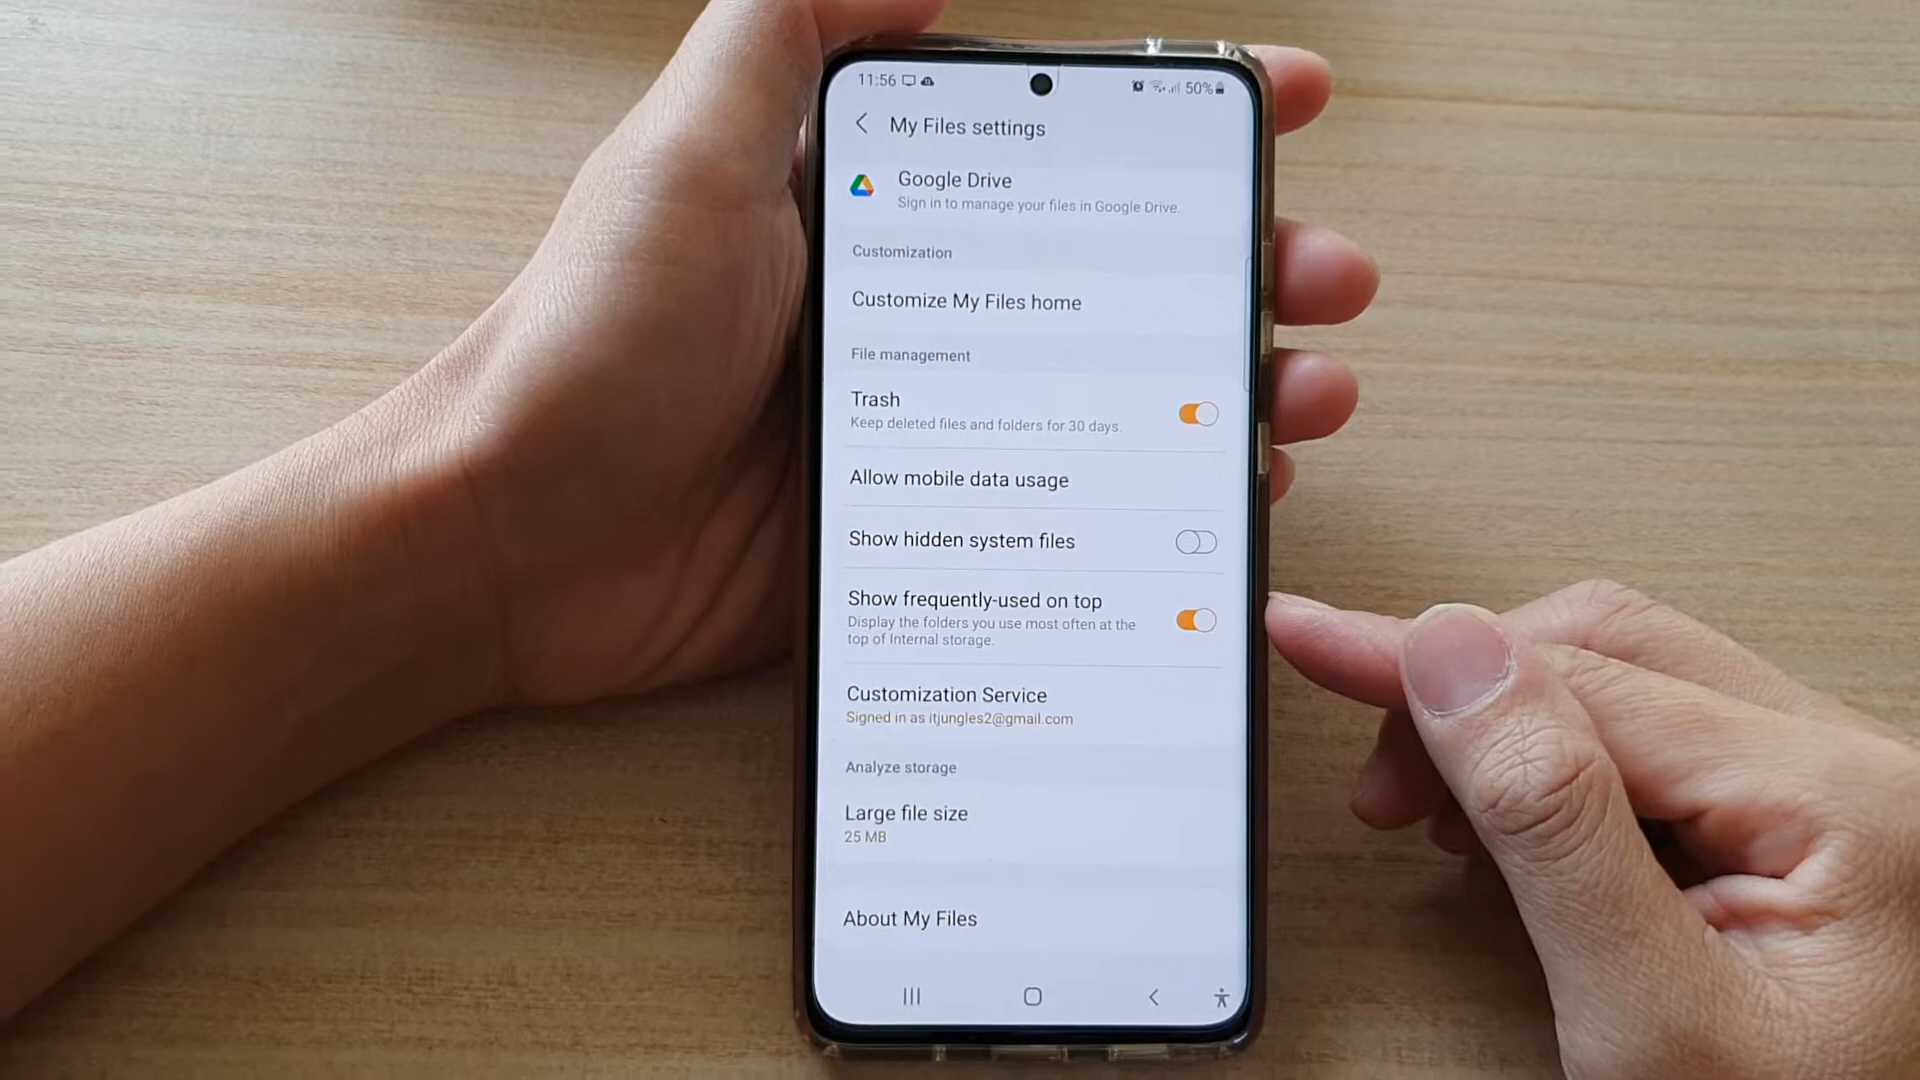 11:56
50%
My Files settings
Google Drive
Sign in to manage your files in Google Drive.
Customization
Customize My Files home
File management
Trash
Keep deleted files and folders for 30 days.
Allow mobile data usage
Show hidden system files
Show frequently-used on top
Display the folders you use most often at the
top of Internal storage.
Customization Service
Signed in as itjungles2@gmail.com
Analyze storage
Large file size
25 MB
About My Files